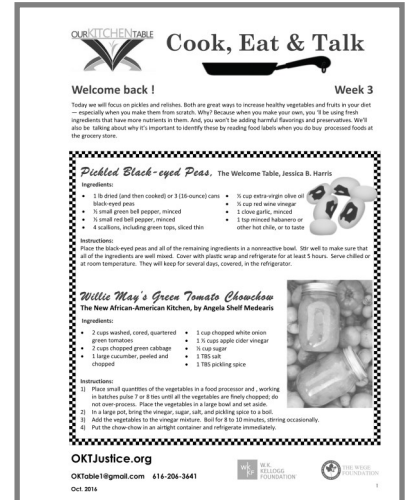 OURKITCHENTABLE
Cook, Eat & Talk
Welcome back !
Week 3
Today we will focus on pickles and relishes. Both are great ways to increase healthy vegetables and fruits in your diet
— especially when you make them from scratch. Why? Because when you make your own, you 'll be using fresh
ingredients that have more nutrients in them. And, you won't be adding harmful flavorings and preservatives. We'll
also be talking about why it's important to identify these by reading food labels when you do buy processed foods at
the grocery store.
Pickled Black-eyed Peas, The Welcome Table, Jessica B. Harris
Ingredients:
• 1 lb dried (and then cooked) or 3 (16-ounce) cans
black-eyed peas
• ½ small green bell pepper, minced
• ½ small red bell pepper, minced
• 4 scallions, including green tops, sliced thin
• ½ cup extra-virgin olive oil
• ½ cup red wine vinegar
• 1 clove garlic, minced
• 1 tsp minced habanero or
other hot chile, or to taste
Instructions:
Place the black-eyed peas and all of the remaining ingredients in a nonreactive bowl. Stir well to make sure that
all of the ingredients are well mixed. Cover with plastic wrap and refrigerate for at least 5 hours. Serve chilled or
at room temperature. They will keep for several days, covered, in the refrigerator.
Willie May's Green Tomato Chowchow
The New African-American Kitchen, by Angela Shelf Medearis
Ingredients:
• 2 cups washed, cored, quartered
green tomatoes
• 2 cups chopped green cabbage
• 1 large cucumber, peeled and
chopped
• 1 cup chopped white onion
• 1 ½ cups apple cider vinegar
• ½ cup sugar
• 1 TBS salt
• 1 TBS pickling spice
Instructions:
1) Place small quantities of the vegetables in a food processor and , working
in batches pulse 7 or 8 ties until all the vegetables are finely chopped; do
not over-process. Place the vegetables in a large bowl and set aside.
2) In a large pot, bring the vinegar, sugar, salt, and pickling spice to a boil.
3) Add the vegetables to the vinegar mixture. Boil for 8 to 10 minutes, stirring occasionally.
4) Put the chow-chow in an airtight container and refrigerate immediately.
OKTJustice.org
OKTable1@gmail.com 616-206-3641
Oct. 2016
W.K.
KELLOGG
FOUNDATION
THE WEGE
FOUNDATION
1